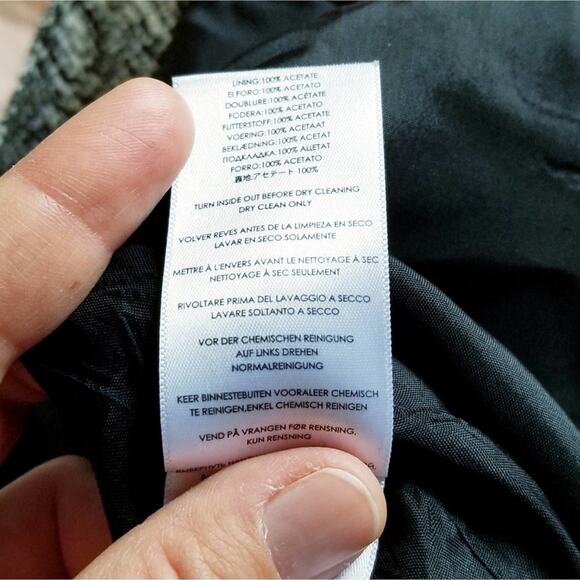 LINING:100% ACETATE
El FORO:100% ACETATO
DOUBLURE:100% ACÉTATE
FODERA:100% ACETATO
FUTTERSTOFF:100% ACETATE
VOERING:100% ACETAAT
BEKLÆDNING:100% ACETAT
ПОДКЛАДКА:100% АЦЕТАТ
FORRO:100% ACETATO
裏地:アセテート 100%
TURN INSIDE OUT BEFORE DRY CLEANING
DRY CLEAN ONLY
VOLVER REVES ANTES DE LA LIMPIEZA EN SECO
LAVAR EN SECO SOLAMENTE
METTRE À L'ENVERS AVANT LE NETTOYAGE À SEC
NETTOYAGE À SEC SEULEMENT
RIVOLTARE PRIMA DEL LAVAGGIO A SECCO
LAVARE SOLTANTO A SECCO
VOR DER CHEMISCHEN REINIGUNG
AUF LINKS DREHEN
NORMALREINIGUNG
KEER BINNESTEBUITEN VOORALEER CHEMISCH
TE REINIGEN,ENKEL CHEMISCH REINIGEN
VEND PÅ VRANGEN FØR RENSNING,
KUN RENSNING